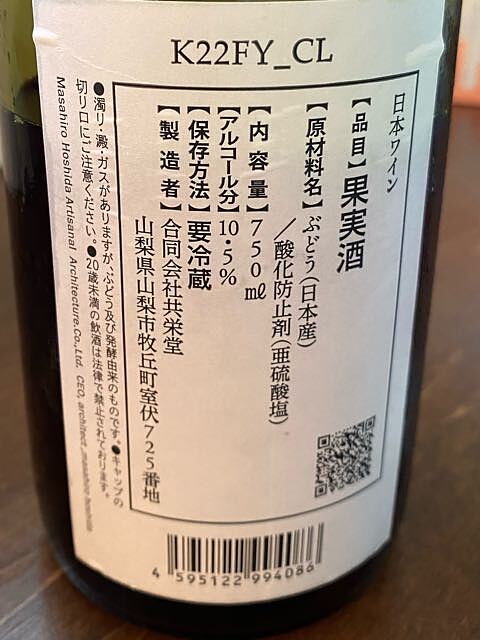 K22FY_CL
日本ワイン
【品目】果実酒
【原材料名】ぶどう(日本産)
／酸化防止剤(亜硫酸塩)
【内容量】750㎖
【アルコール分】10・5%
【保存方法】要冷蔵
【製造者】合同会社共栄堂
山梨県山梨市牧丘町室伏725番地
●濁リ・澱・ガスがありますが、ぶどう及び発酵由来のものです。●キャップの
切り口にご注意ください。●20歳未満の飲酒は法律で禁止されております。
Masahiro Hoshida Artisanal Architecture.Co.,Ltd. CEO, architect, masahiro hoshida
4 595122 994086